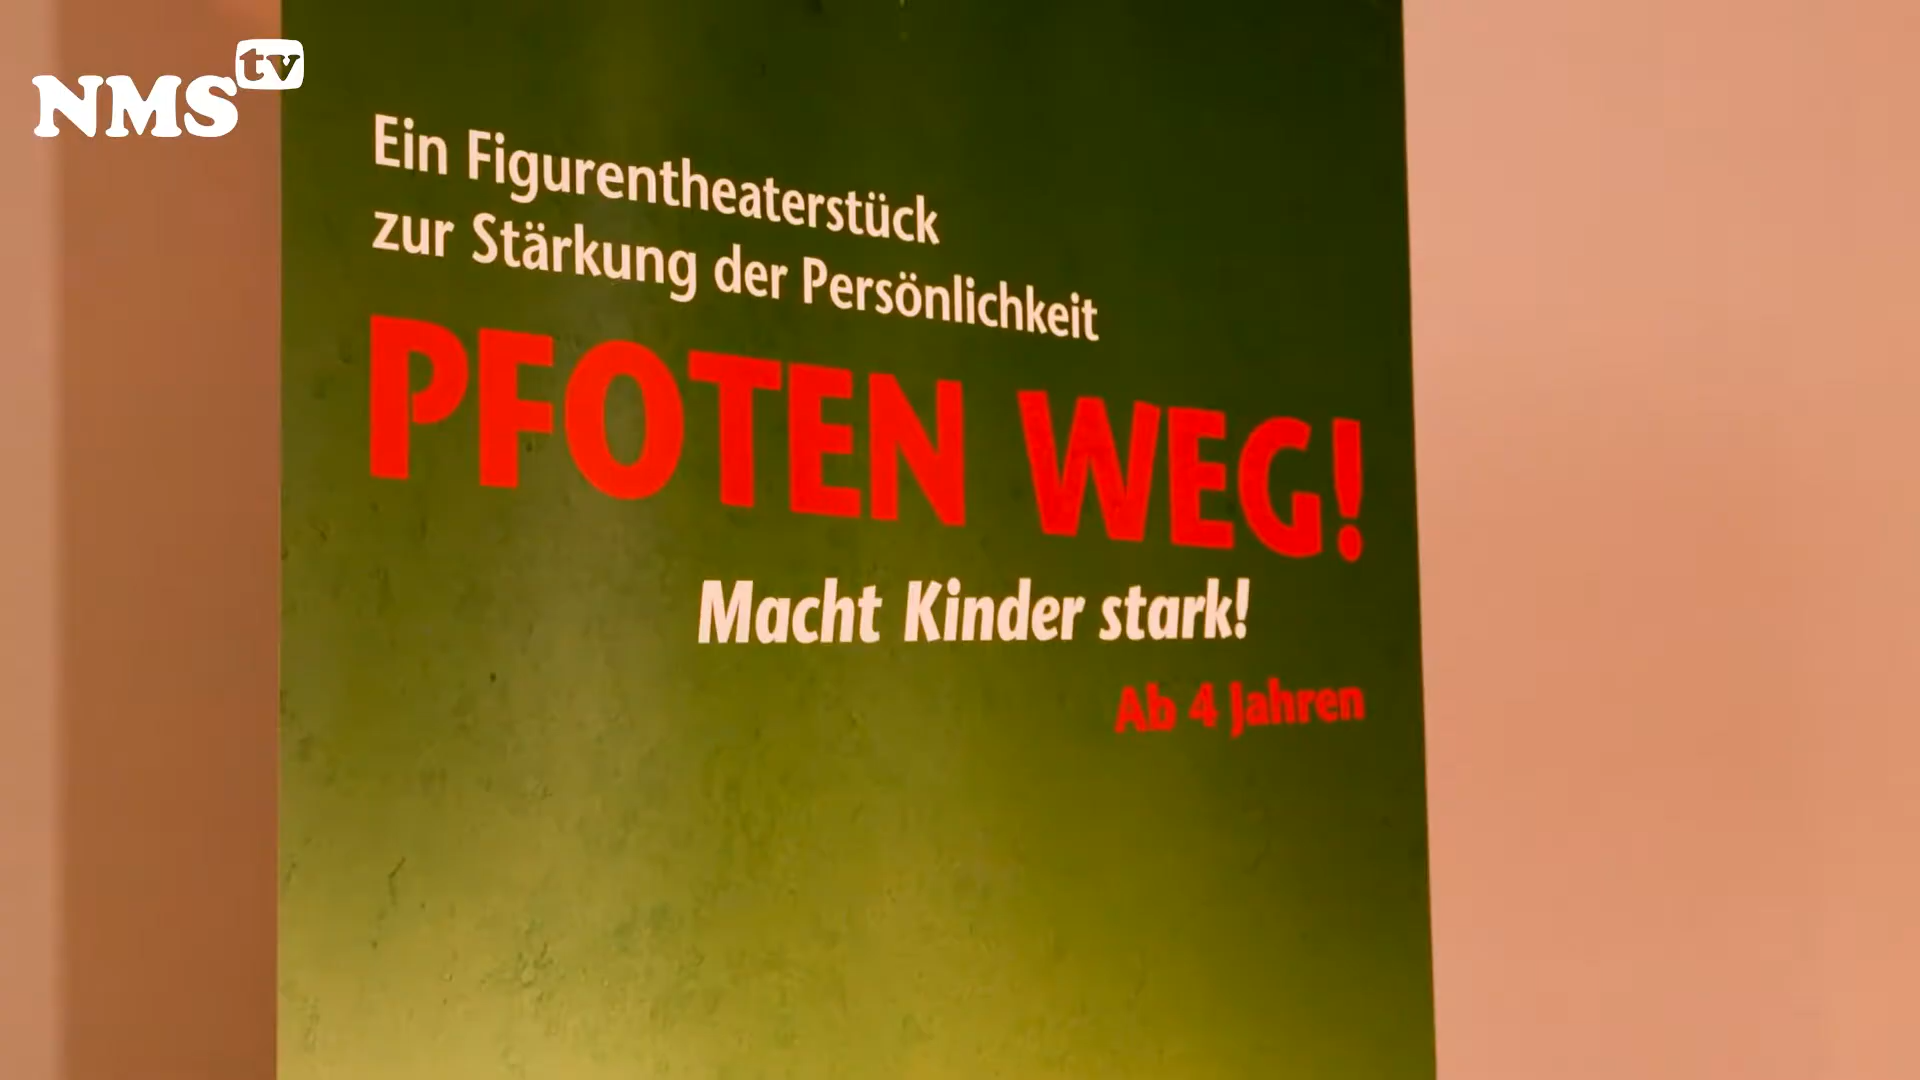 NMS tv
Ein Figurentheaterstück
zur Stärkung der Persönlichkeit
PFOTEN WEG!
Macht Kinder stark!
Ab 4 Jahren